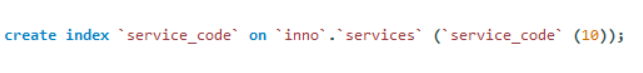 create index `service_code` on `inno`.`services` (`service_code` (10));